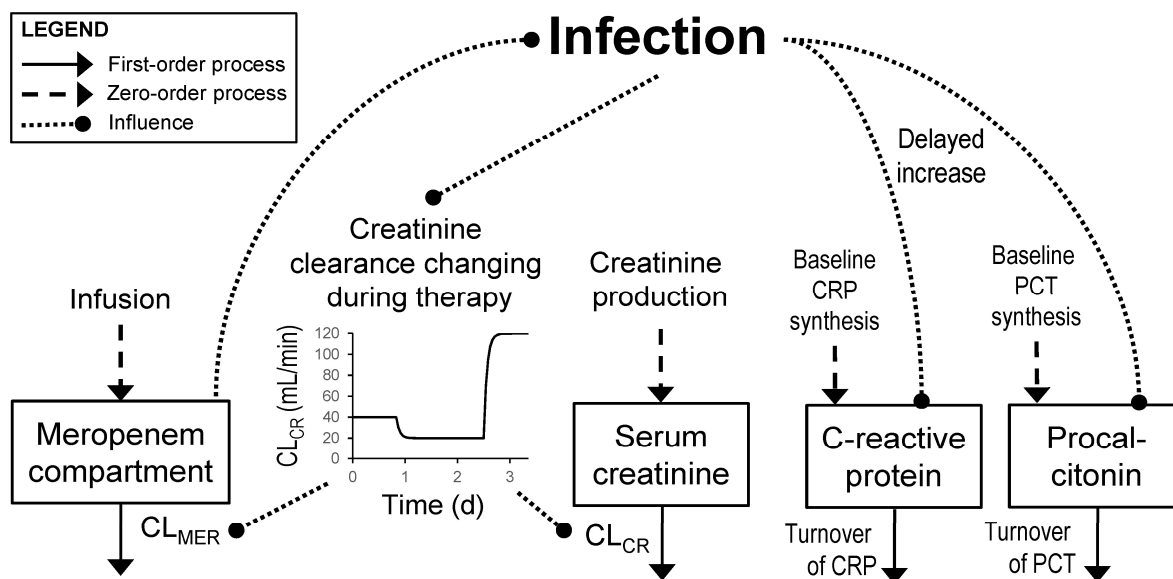 LEGEND
First-order process
Zero-order process
Influence
Infection
Delayed
increase
Creatinine
clearance changing
during therapy
Infusion
Creatinine
production
Baseline
CRP
synthesis
Baseline
PCT
synthesis
CL_CR (mL/min)
120
100
80
60
40
20
0
1
2
3
Time (d)
Meropenem
compartment
Serum
creatinine
C-reactive
protein
Procal-
citonin
CL_MER
CL_CR
Turnover
of CRP
Turnover
of PCT